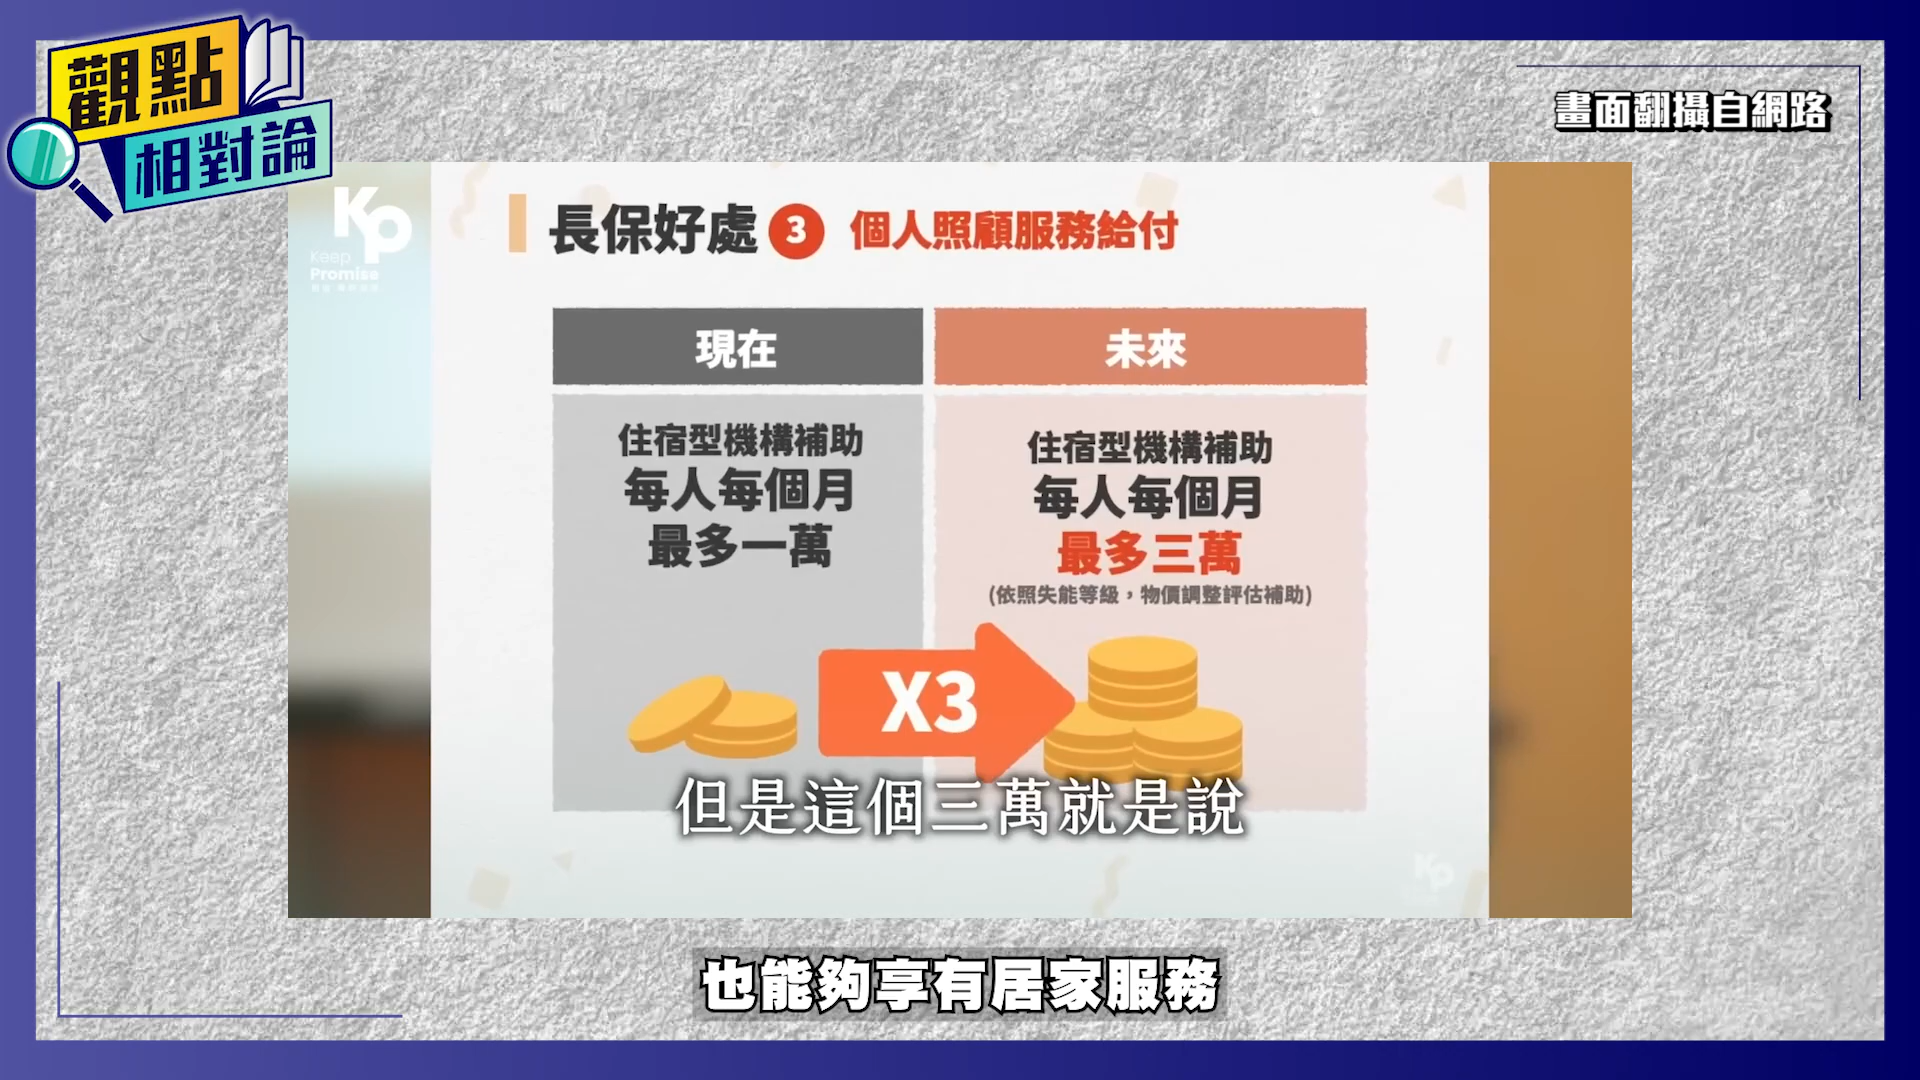 觀點
相對論
畫面翻攝自網路
KP
Keep
Promise
長保好處 3 個人照顧服務給付
現在
未來
住宿型機構補助
每人每個月
最多一萬
住宿型機構補助
每人每個月
最多三萬
(依照失能等級，物價調整評估補助)
X3
但是這個三萬就是說
KP
也能夠享有居家服務